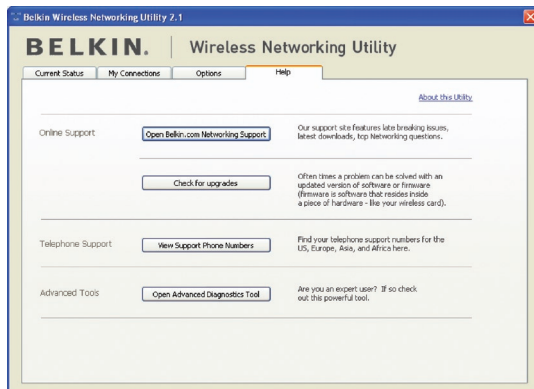 Belkin Wireless Networking Utility 2.1
BELKIN. Wireless Networking Utility
Current Status My Connections Options Help
About this Utility
Online Support
Open Belkin.com Networking Support
Our support site features late breaking issues,
latest downloads, top Networking questions.
Check for upgrades
Often times a problem can be solved with an
updated version of software or firmware
(firmware is software that resides inside
a piece of hardware - like your wireless card).
Telephone Support
View Support Phone Numbers
Find your telephone support numbers for the
US, Europe, Asia, and Africa here.
Advanced Tools
Open Advanced Diagnostics Tool
Are you an expert user? If so check
out this powerful tool.